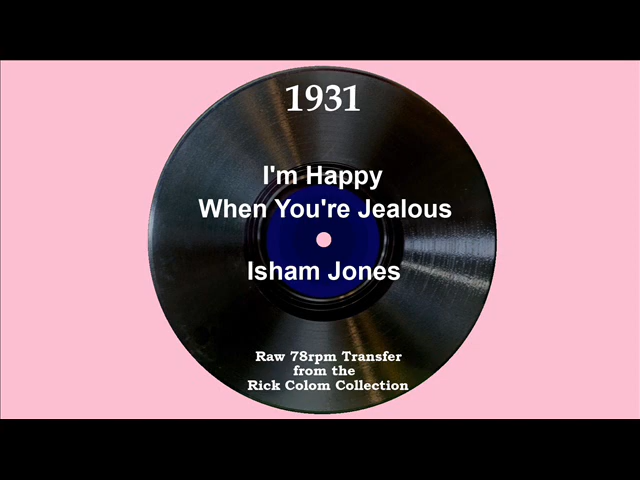 1931
I'm Happy
When You're Jealous
Isham Jones
Raw 78rpm Transfer
from the
Rick Colom Collection